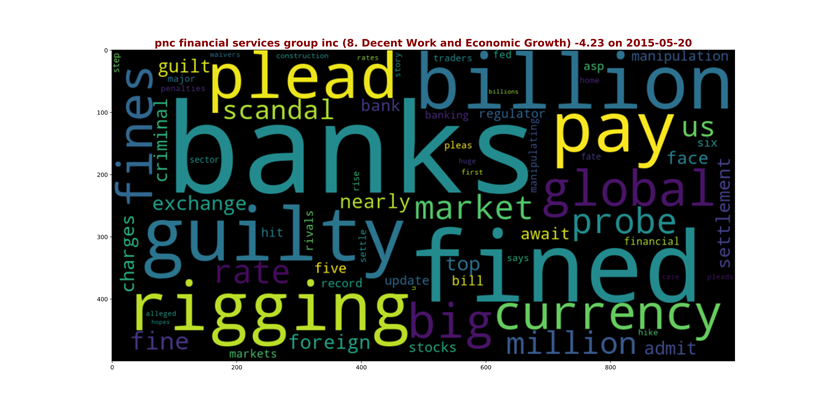 pnc financial services group inc (8. Decent Work and Economic Growth) -4.23 on 2015-05-20
0
100
200
300
400
0
200
400
600
800
step
waivers
construction
rates
story
traders
fed
manipulation
guilt
plead
billion
asp
major
penalties
home
billions
fines
scandal
bank
banking
regulator
pay
us
criminal
banks
pleas
manipulating
six
sector
huge
first
fate
face
rise
exchange
nearly
market
global
settlement
charges
guilty
hit
rivals
settle
await
probe
financial
fined
says
top
rate
five
record
update
bill
u
case
pleads
rigging
big
currency
alleged
hopes
hike
fine
foreign
stocks
million
admit
markets